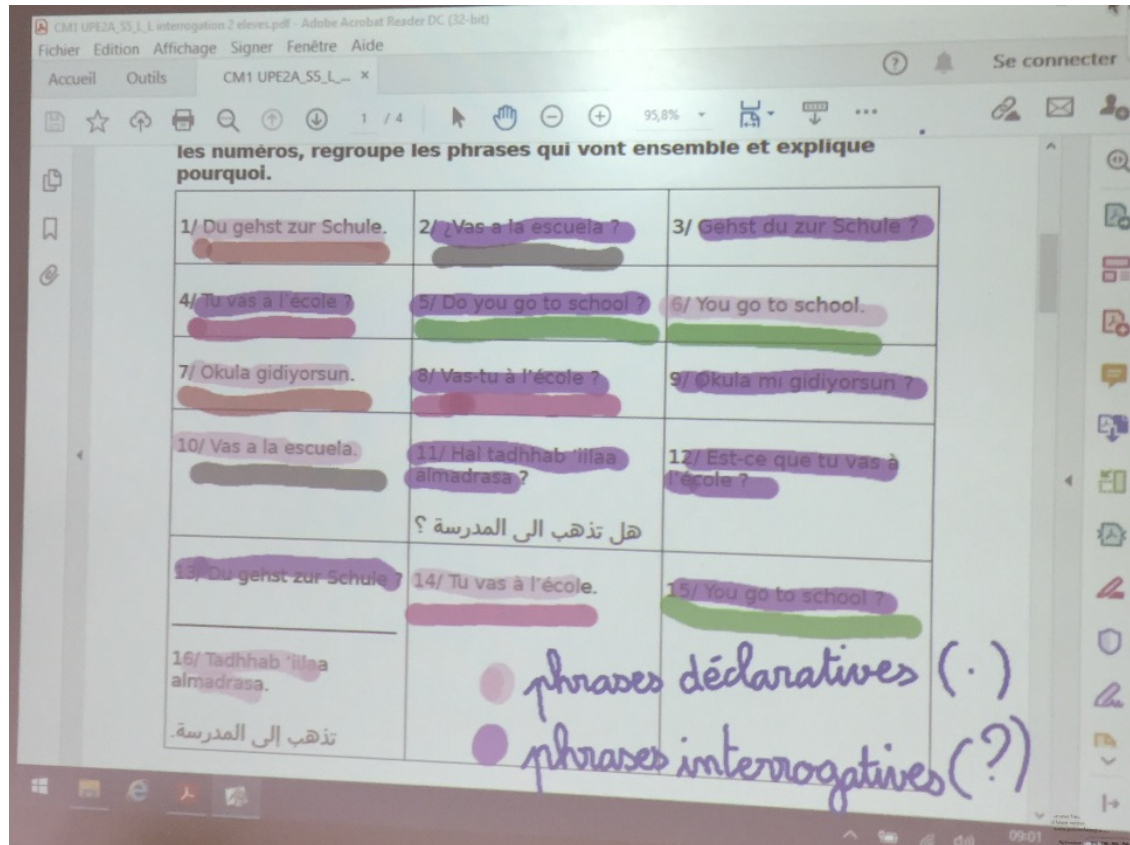 CM1 UPE2A_S5_L_L interrogation 2 eleves.pdf - Adobe Acrobat Reader DC (32-bit)
Fichier Edition Affichage Signer Fenêtre Aide
Accueil Outils CM1 UPE2A_S5_L_... × Se connecter
1 / 4 95,8%
les numéros, regroupe les phrases qui vont ensemble et explique
pourquoi.
1/ Du gehst zur Schule. 2/ ¿Vas a la escuela ? 3/ Gehst du zur Schule ?
4/ Tu vas à l'école ? 5/ Do you go to school ? 6/ You go to school.
7/ Okula gidiyorsun. 8/ Vas-tu à l'école ? 9/ Okula mi gidiyorsun ?
10/ Vas a la escuela. 11/ Hal tadhhab 'iilaa 12/ Est-ce que tu vas à
almadrasa ? l'école ?
هل تذهب الى المدرسة ؟
13/ Du gehst zur Schule ? 14/ Tu vas à l'école. 15/ You go to school ?
16/ Tadhhab 'iilaa
almadrasa.
تذهب إلى المدرسة.
phrases déclaratives (.)
phrases interrogatives (?)
09:01